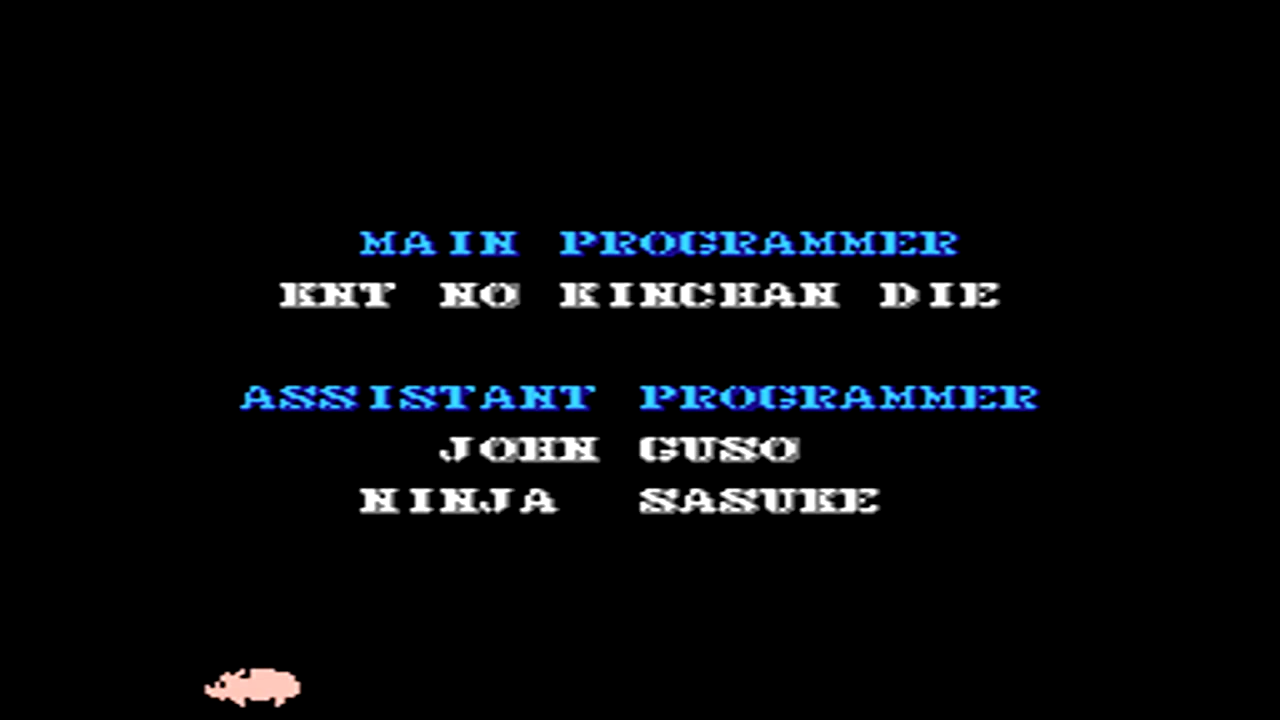 MAIN PROGRAMMER
KNT NO KINCHAN DIE
ASSISTANT PROGRAMMER
JOHN GUSO
NINJA SASUKE